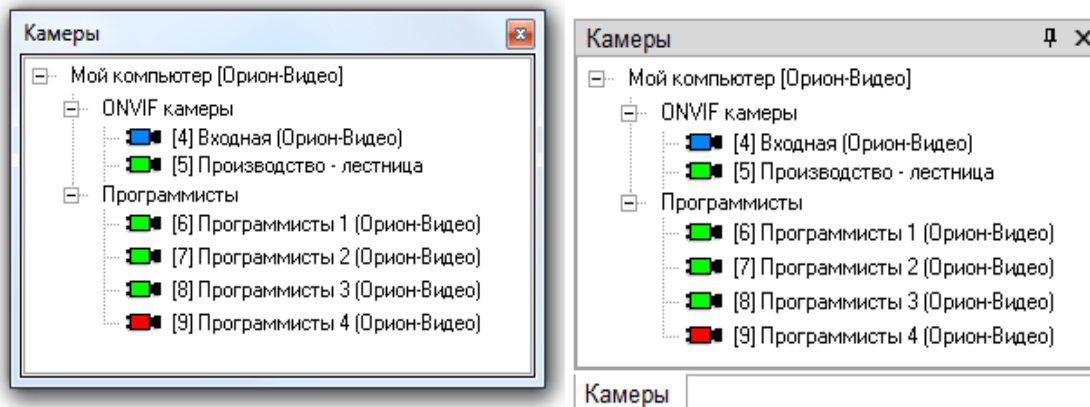 Камеры
Мой компьютер [Орион-Видео]
ONVIF камеры
[4] Входная (Орион-Видео)
[5] Производство - лестница
Программисты
[6] Программисты 1 (Орион-Видео)
[7] Программисты 2 (Орион-Видео)
[8] Программисты 3 (Орион-Видео)
[9] Программисты 4 (Орион-Видео)
Камеры
Мой компьютер [Орион-Видео]
ONVIF камеры
[4] Входная (Орион-Видео)
[5] Производство - лестница
Программисты
[6] Программисты 1 (Орион-Видео)
[7] Программисты 2 (Орион-Видео)
[8] Программисты 3 (Орион-Видео)
[9] Программисты 4 (Орион-Видео)
Камеры